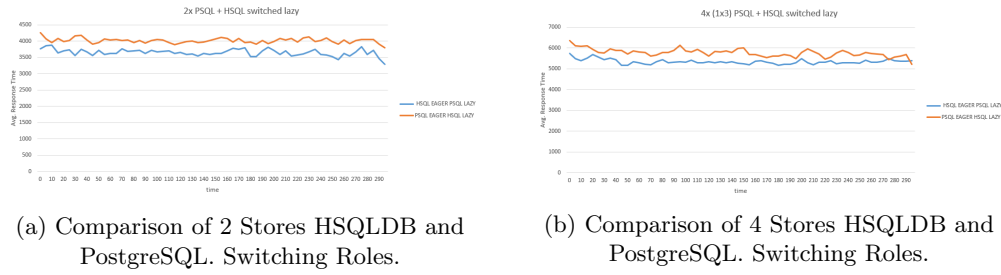 2x PSQL + HSQL switched lazy
4500
4000
3500
3000
2500
2000
1500
1000
500
0
Avg. Response Time
0 10 20 30 40 50 60 70 80 90 100 110 120 130 140 150 160 170 180 190 200 210 220 230 240 250 260 270 280 290
time
HSQL EAGER PSQL LAZY
PSQL EAGER HSQL LAZY
(a) Comparison of 2 Stores HSQLDB and
PostgreSQL. Switching Roles.
4x (1x3) PSQL + HSQL switched lazy
7000
6000
5000
4000
3000
2000
1000
0
Avg. Response Time
0 10 20 30 40 50 60 70 80 90 100 110 120 130 140 150 160 170 180 190 200 210 220 230 240 250 260 270 280 290
time
HSQL EAGER PSQL LAZY
PSQL EAGER HSQL LAZY
(b) Comparison of 4 Stores HSQLDB and
PostgreSQL. Switching Roles.